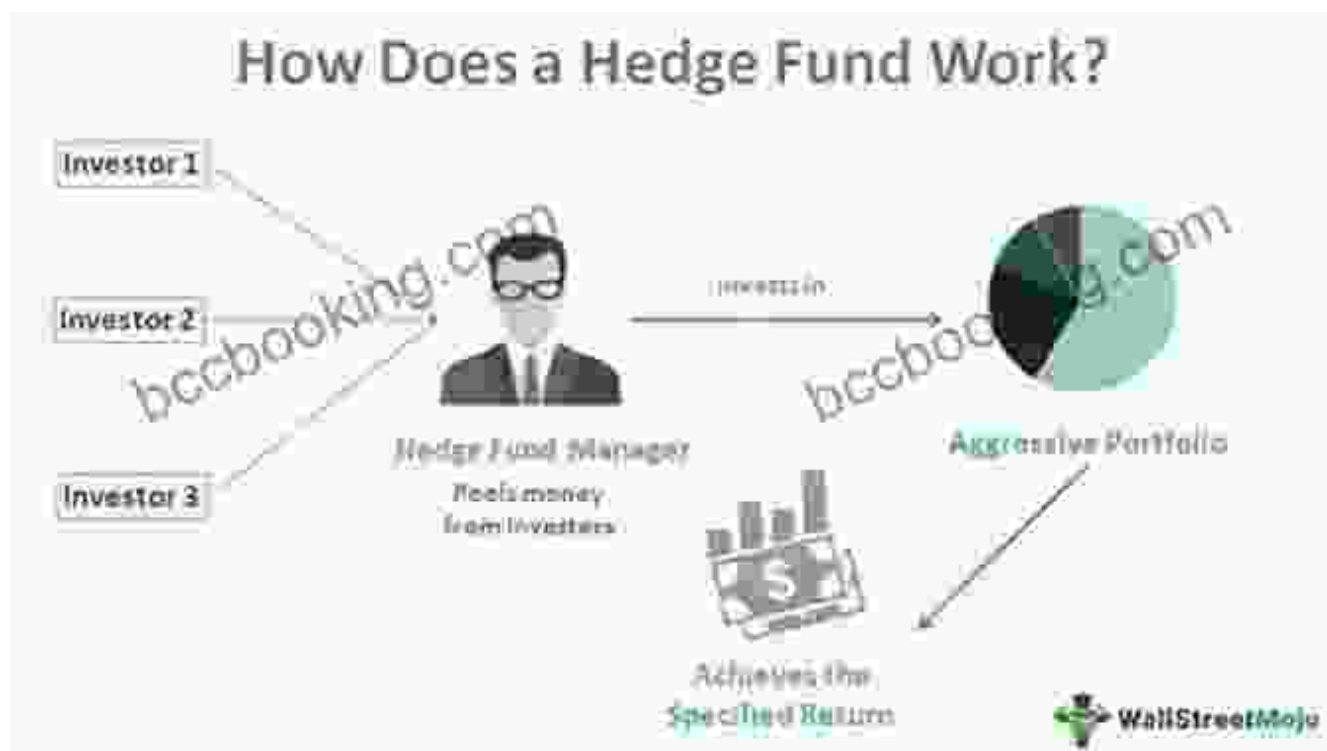 How Does a Hedge Fund Work?
Investor 1
Investor 2
Investor 3
bccbooking.com
Hedge Fund Manager
Pools money
from Investors
invests in
bccbooking.com
Aggressive Portfolio
$
Achieves the
Specified Return
WallStreetMojo